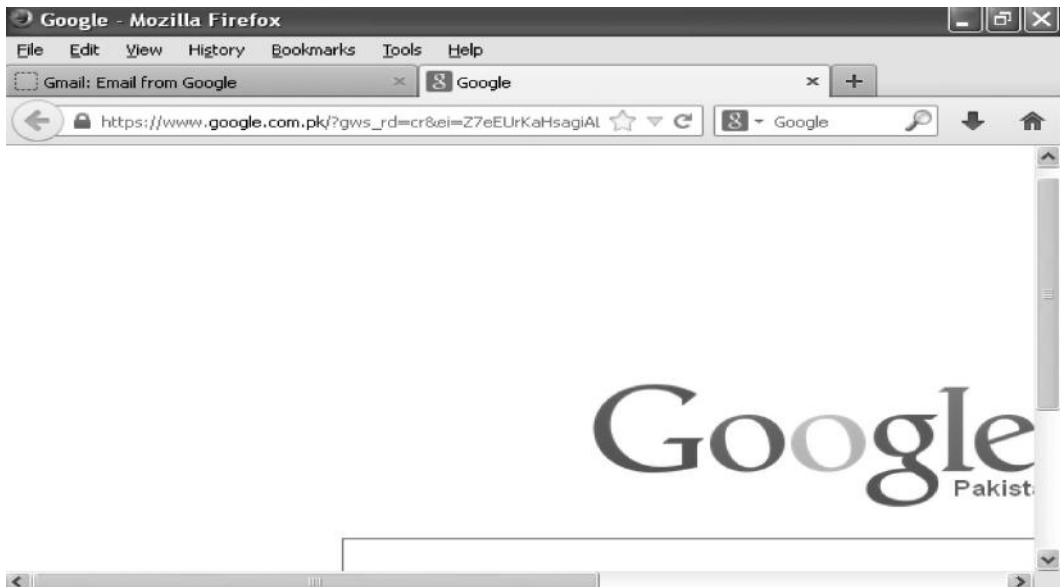 Google - Mozilla Firefox
File Edit View History Bookmarks Tools Help
Gmail: Email from Google Google
https://www.google.com.pk/?gws_rd=cr&ei=Z7eEUrKaHsagiAL Google
Google
Pakist